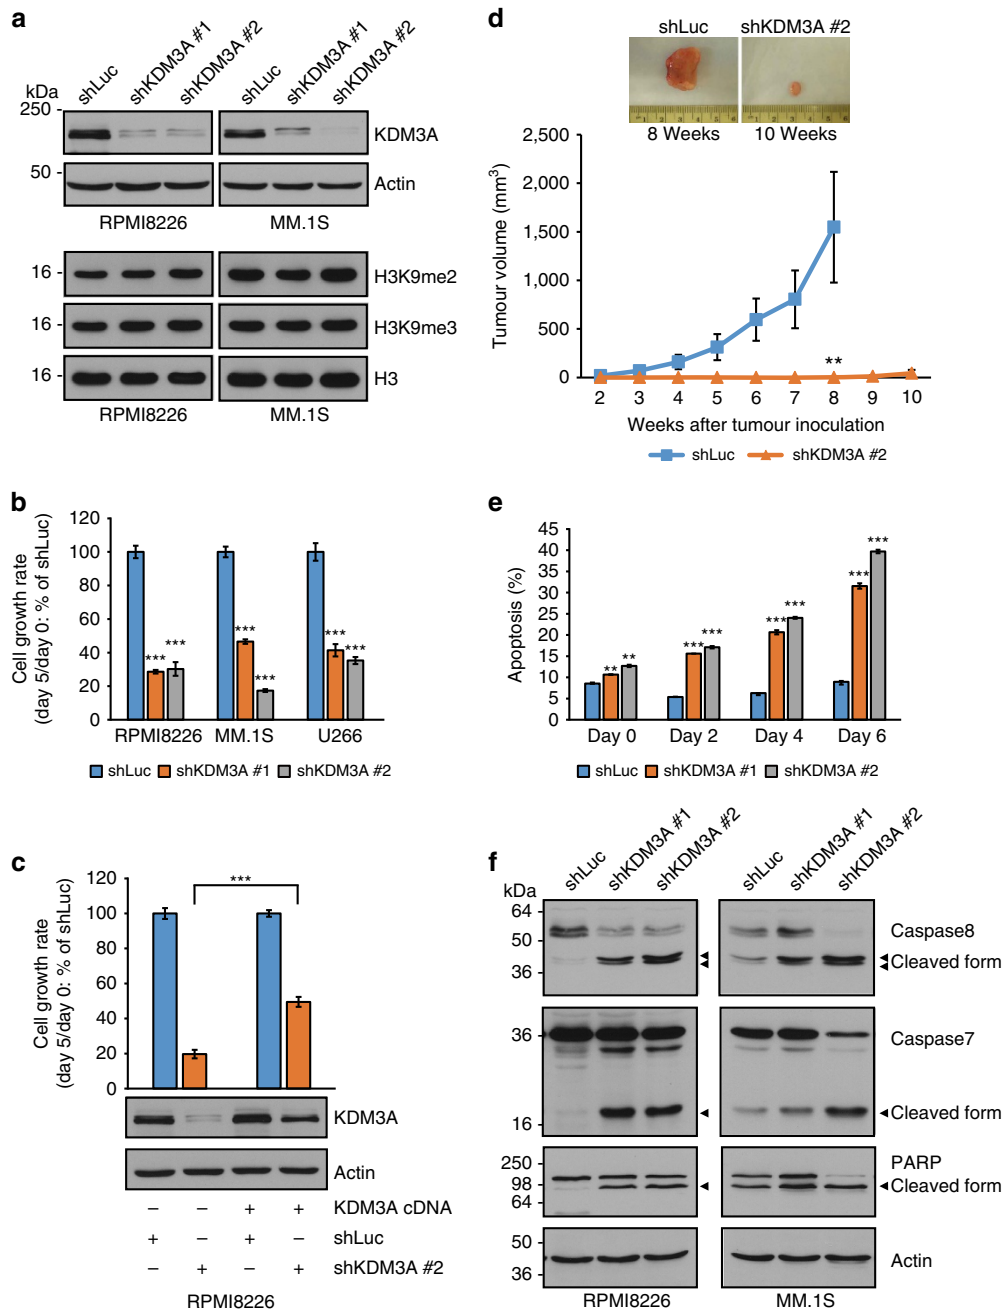 a
shLuc
shKDM3A #1
shKDM3A #2
shLuc
shKDM3A #1
shKDM3A #2
kDa
250
KDM3A
50
Actin
RPMI8226
MM.1S
16
H3K9me2
16
H3K9me3
16
H3
RPMI8226
MM.1S
b
Cell growth rate
(day 5/day 0: % of shLuc)
120
100
80
60
40
20
0
***
***
***
***
***
***
RPMI8226
MM.1S
U266
shLuc
shKDM3A #1
shKDM3A #2
c
Cell growth rate
(day 5/day 0: % of shLuc)
120
100
80
60
40
20
0
***
KDM3A
Actin
– – + + KDM3A cDNA
+ – + – shLuc
– + – + shKDM3A #2
RPMI8226
d
shLuc
shKDM3A #2
8 Weeks
10 Weeks
Tumour volume (mm³)
2,500
2,000
1,500
1,000
500
0
**
2 3 4 5 6 7 8 9 10
Weeks after tumour inoculation
shLuc
shKDM3A #2
e
Apoptosis (%)
45
40
35
30
25
20
15
10
5
0
** **
*** ***
*** ***
*** ***
Day 0
Day 2
Day 4
Day 6
shLuc
shKDM3A #1
shKDM3A #2
f
shLuc
shKDM3A #1
shKDM3A #2
shLuc
shKDM3A #1
shKDM3A #2
kDa
64
50
36
Caspase8
Cleaved form
36
16
Caspase7
Cleaved form
250
98
64
PARP
Cleaved form
50
36
Actin
RPMI8226
MM.1S